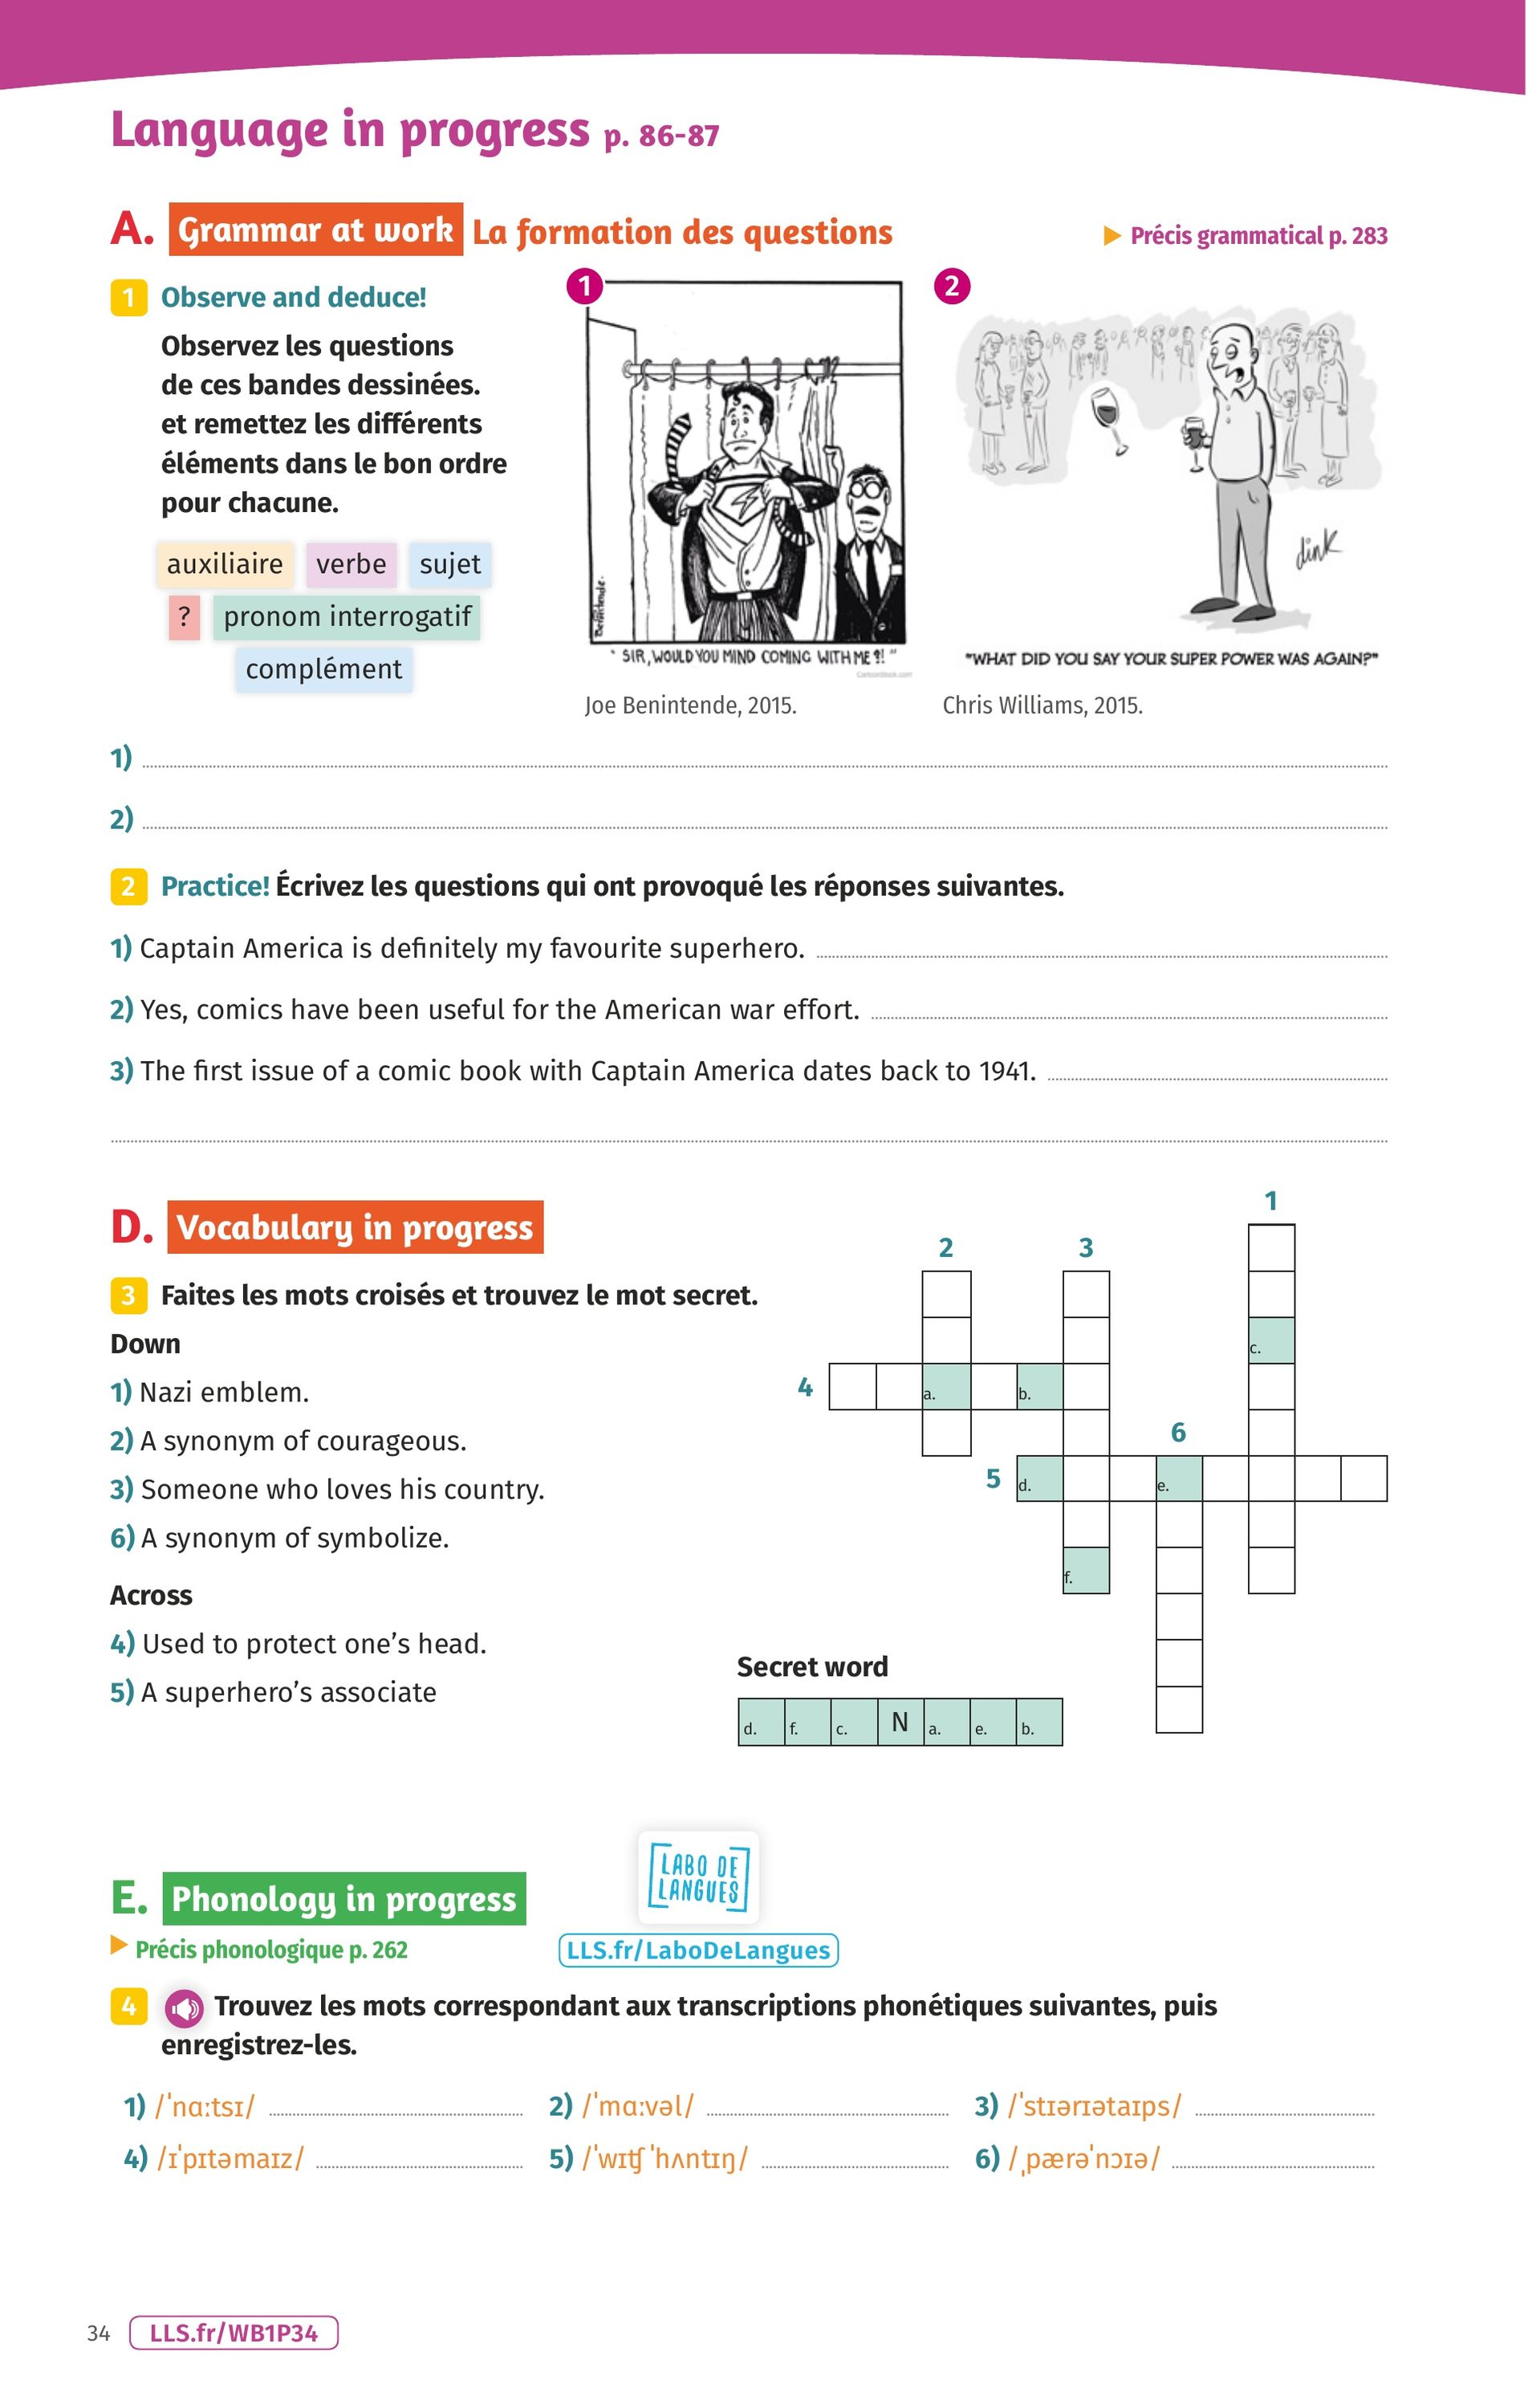 Language in progress p. 86-87
A. Grammar at work La formation des questions
▶ Précis grammatical p. 283
1 Observe and deduce!
Observez les questions
de ces bandes dessinées.
et remettez les différents
éléments dans le bon ordre
pour chacune.
auxiliaire verbe sujet
? pronom interrogatif
complément
1
Benintende.
" SIR, WOULD YOU MIND COMING WITH ME ?! "
CartoonStock.com
Joe Benintende, 2015.
2
dink
"WHAT DID YOU SAY YOUR SUPER POWER WAS AGAIN?"
Chris Williams, 2015.
1)
2)
2 Practice! Écrivez les questions qui ont provoqué les réponses suivantes.
1) Captain America is definitely my favourite superhero.
2) Yes, comics have been useful for the American war effort.
3) The first issue of a comic book with Captain America dates back to 1941.
D. Vocabulary in progress
3 Faites les mots croisés et trouvez le mot secret.
Down
1) Nazi emblem.
2) A synonym of courageous.
3) Someone who loves his country.
6) A synonym of symbolize.
Across
4) Used to protect one's head.
5) A superhero's associate
1
2 3
c.
4 a. b.
6
5 d. e.
f.
Secret word
d. f. c. N a. e. b.
E. Phonology in progress
▶ Précis phonologique p. 262
LABO DE
LANGUES
LLS.fr/LaboDeLangues
4 Trouvez les mots correspondant aux transcriptions phonétiques suivantes, puis
enregistrez-les.
1) /ˈnɑːtsɪ/ 2) /ˈmɑːvəl/ 3) /ˈstɪərɪətaɪps/
4) /ɪˈpɪtəmaɪz/ 5) /ˈwɪʧ ˈhʌntɪŋ/ 6) /ˌpærəˈnɔɪə/
34 LLS.fr/WB1P34